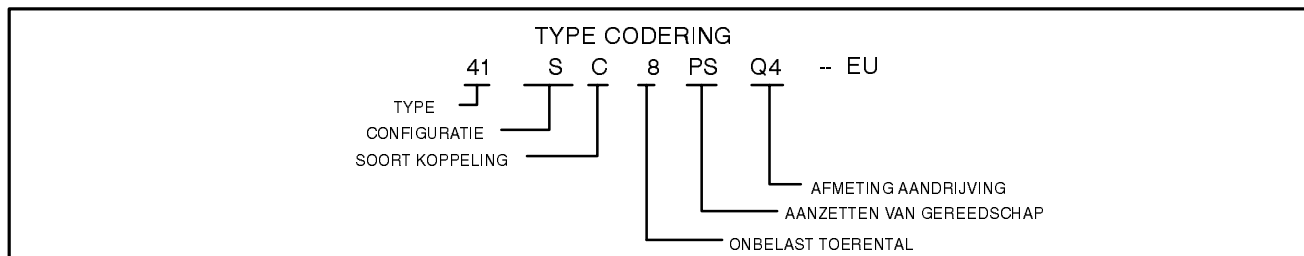 TYPE CODERING
41 S C 8 PS Q4 -- EU
TYPE
CONFIGURATIE
SOORT KOPPELING
AFMETING AANDRIJVING
AANZETTEN VAN GEREEDSCHAP
ONBELAST TOERENTAL